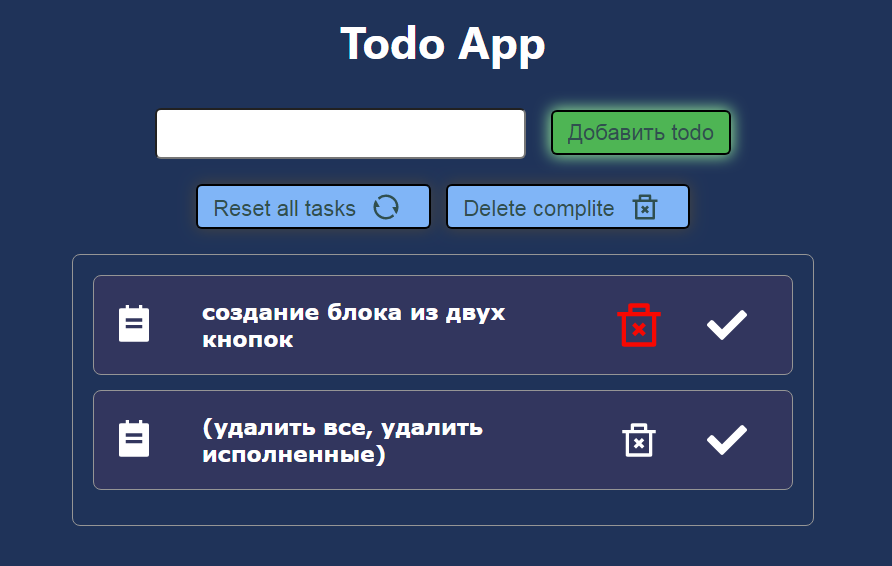 Todo App
Добавить todo
Reset all tasks
Delete complite
создание блока из двух
кнопок
(удалить все, удалить
исполненные)